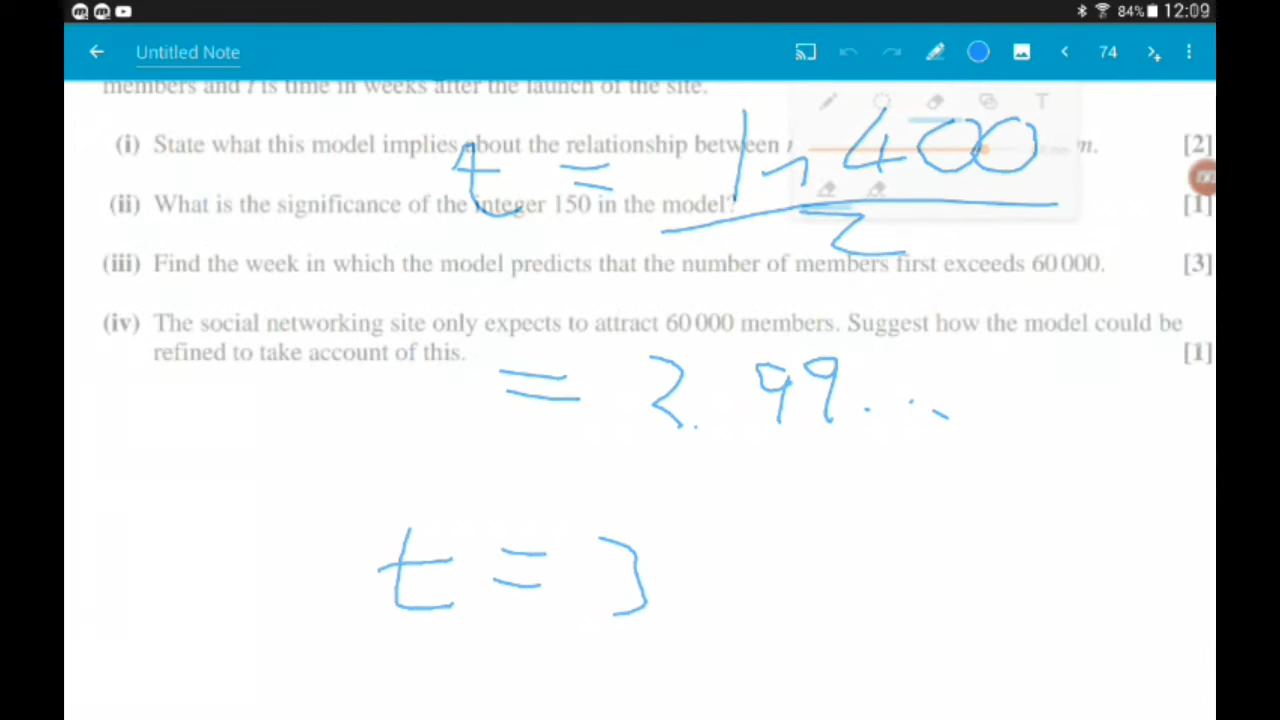 84% 12:09
Untitled Note
74
members and t is time in weeks after the launch of the site.
(i) State what this model implies about the relationship between m. [2]
(ii) What is the significance of the integer 150 in the model? [1]
(iii) Find the week in which the model predicts that the number of members first exceeds 60 000. [3]
(iv) The social networking site only expects to attract 60 000 members. Suggest how the model could be
refined to take account of this. [1]
T
t = ln 400
2
= 2.99...
t = 3